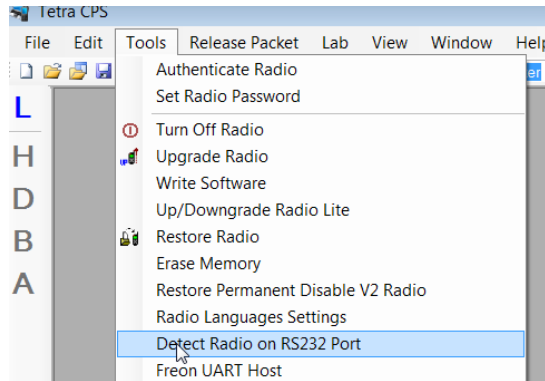 Tetra CPS
File Edit Tools Release Packet Lab View Window Help
er
Authenticate Radio
L
Set Radio Password
Turn Off Radio
H
Upgrade Radio
Write Software
D
Up/Downgrade Radio Lite
B
Restore Radio
Erase Memory
A
Restore Permanent Disable V2 Radio
Radio Languages Settings
Detect Radio on RS232 Port
Freon UART Host